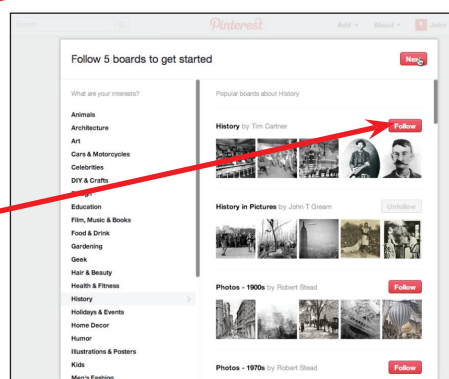 Search
Pinterest
Add
About
John
Follow 5 boards to get started
Next
What are your interests?
Animals
Architecture
Art
Cars & Motorcycles
Celebrities
DIY & Crafts
Design
Education
Film, Music & Books
Food & Drink
Gardening
Geek
Hair & Beauty
Health & Fitness
History
Holidays & Events
Home Decor
Humor
Illustrations & Posters
Kids
Men's Fashion
Popular boards about History
History by Tim Cartner
Follow
History in Pictures by John T Gream
Unfollow
Photos - 1900s by Robert Stead
Follow
Photos - 1970s by Robert Stead
Follow